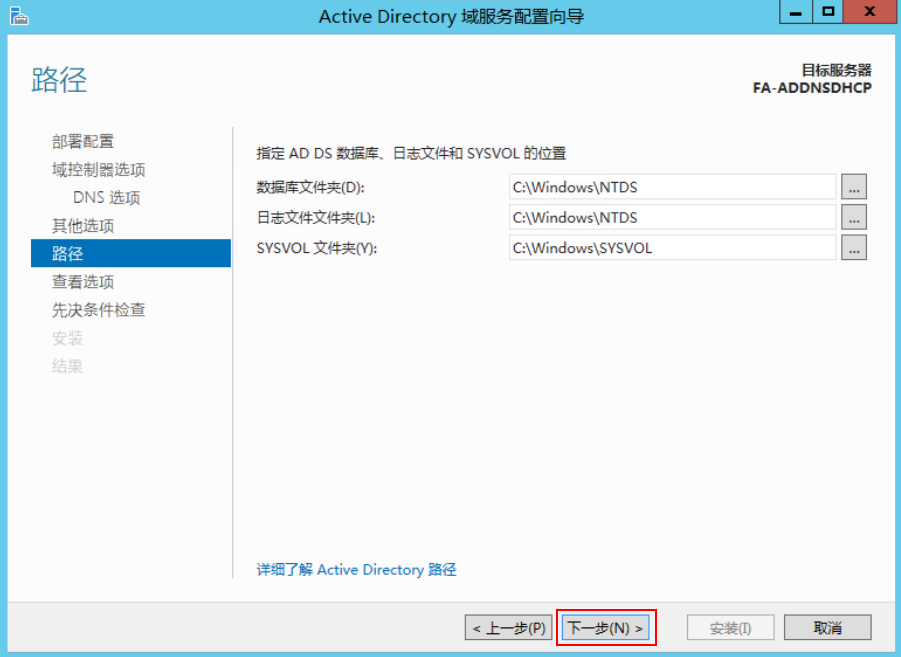 Active Directory 域服务配置向导
路径
目标服务器
FA-ADDNSDHCP
部署配置
域控制器选项
DNS 选项
其他选项
路径
查看选项
先决条件检查
安装
结果
指定 AD DS 数据库、日志文件和 SYSVOL 的位置
数据库文件夹(D): C:\Windows\NTDS ...
日志文件文件夹(L): C:\Windows\NTDS ...
SYSVOL 文件夹(Y): C:\Windows\SYSVOL ...
详细了解 Active Directory 路径
< 上一步(P) 下一步(N) > 安装(I) 取消